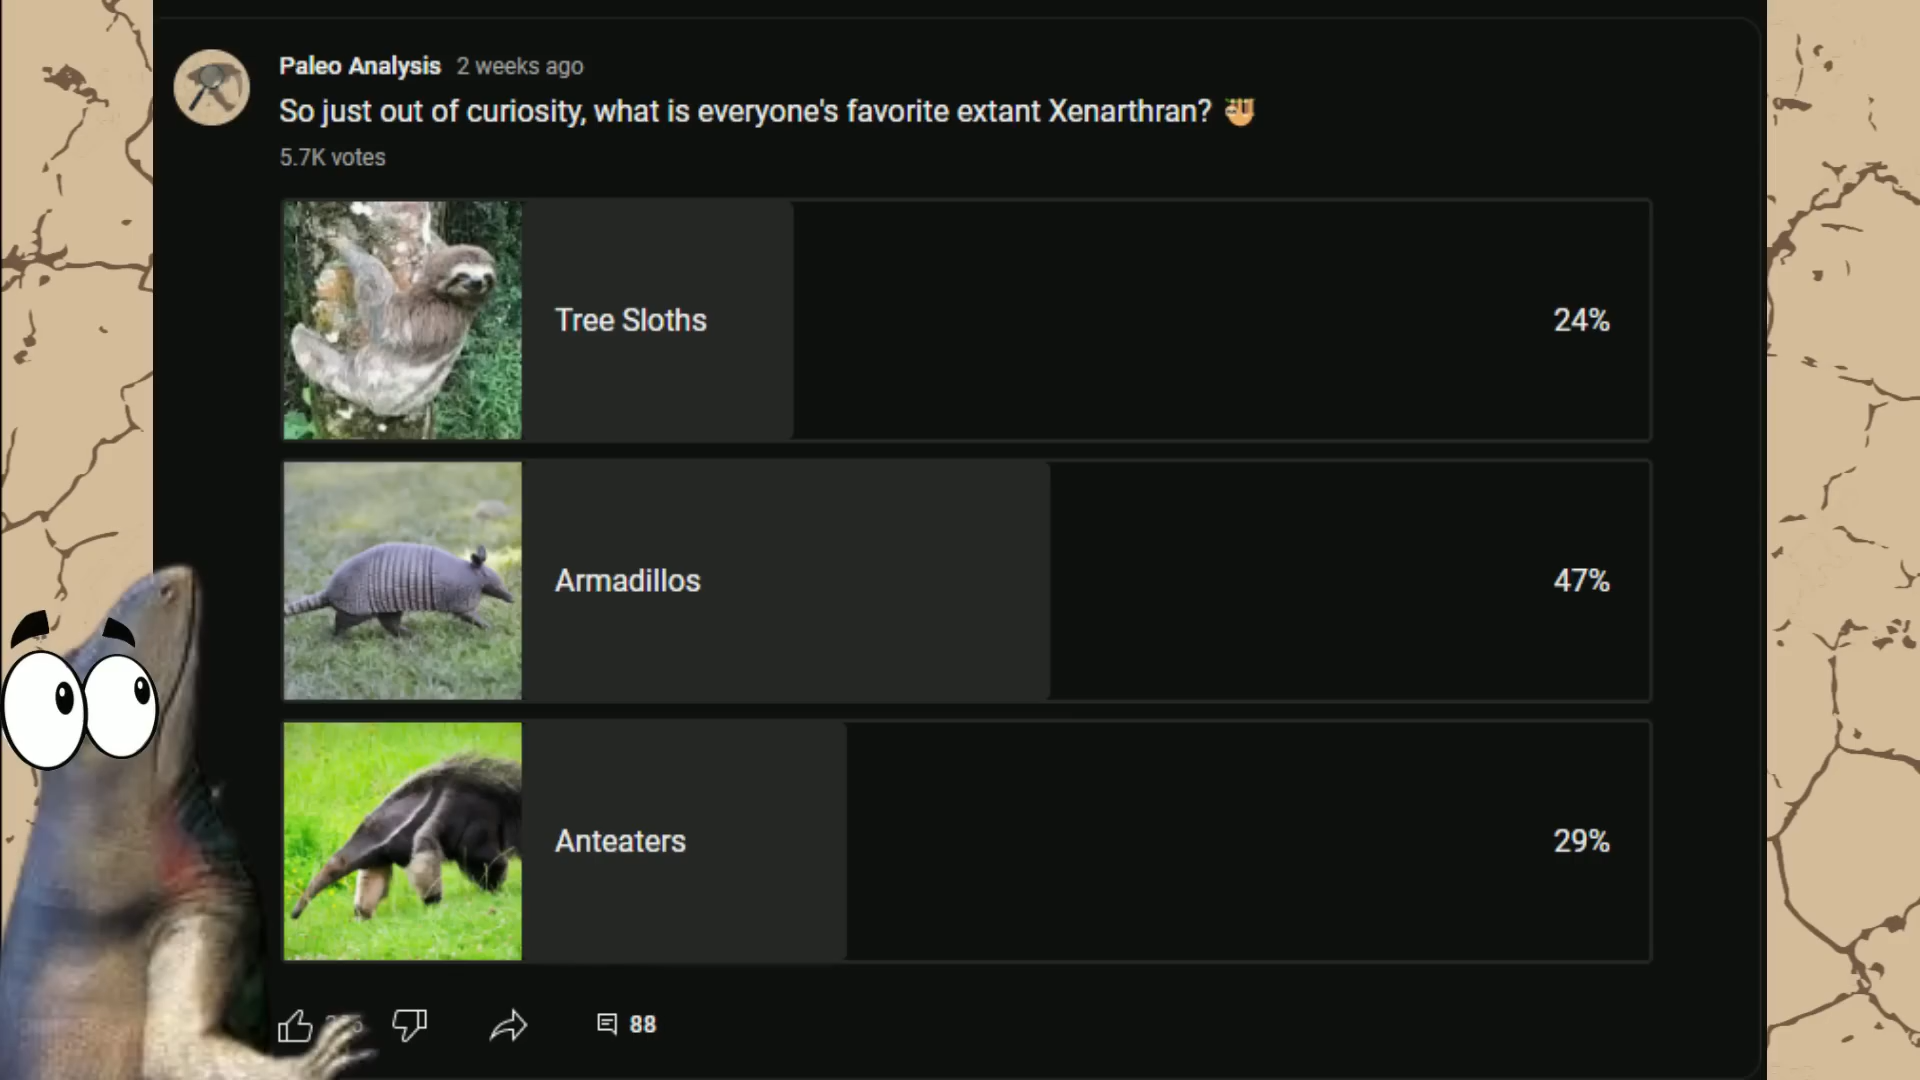 Paleo Analysis 2 weeks ago
So just out of curiosity, what is everyone's favorite extant Xenarthran? 🦥
5.7K votes
Tree Sloths 24%
Armadillos 47%
Anteaters 29%
88